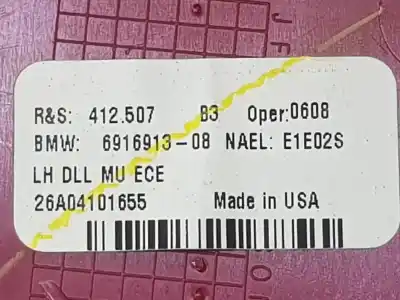 R&S: 412.507 B3 Oper:0608
BMW: 6916913-08 NAEL: E1E02S
LH DLL MU ECE
26A04101655 Made in USA